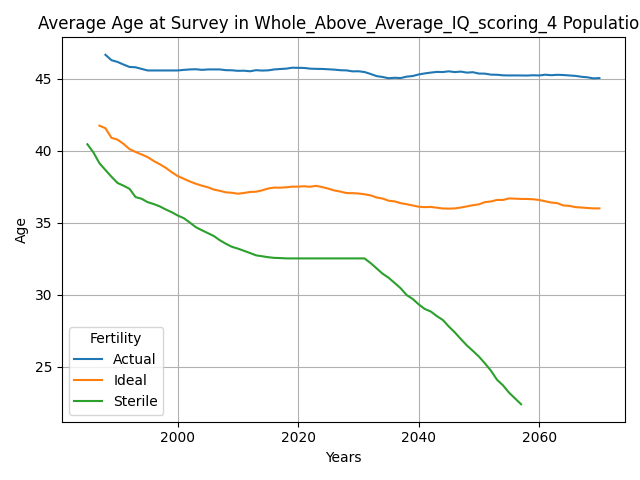 Average Age at Survey in Whole_Above_Average_IQ_scoring_4 Populatio
Age
45
40
35
30
25
Fertility
Actual
Ideal
Sterile
2000 2020 2040 2060
Years